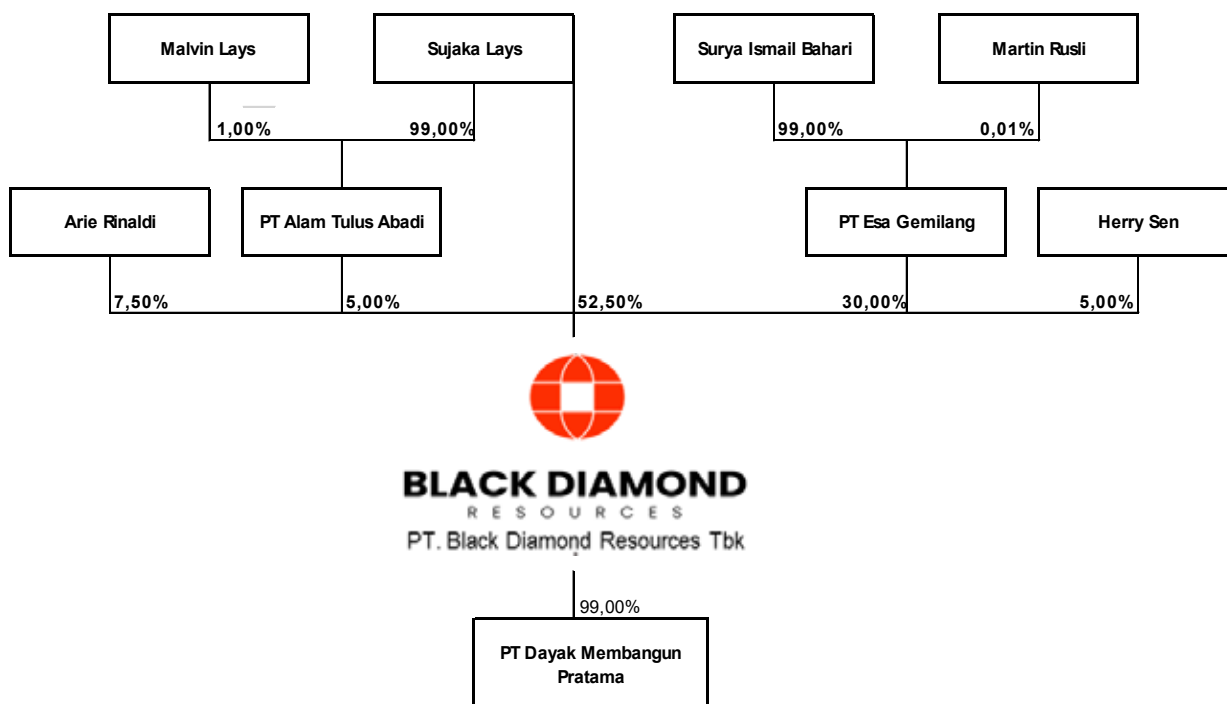 Malvin Lays
Sujaka Lays
Surya Ismail Bahari
Martin Rusli
1,00%
99,00%
99,00%
0,01%
Arie Rinaldi
PT Alam Tulus Abadi
PT Esa Gemilang
Herry Sen
7,50%
5,00%
52,50%
30,00%
5,00%
BLACK DIAMOND
RESOURCES
PT. Black Diamond Resources Tbk
99,00%
PT Dayak Membangun
Pratama